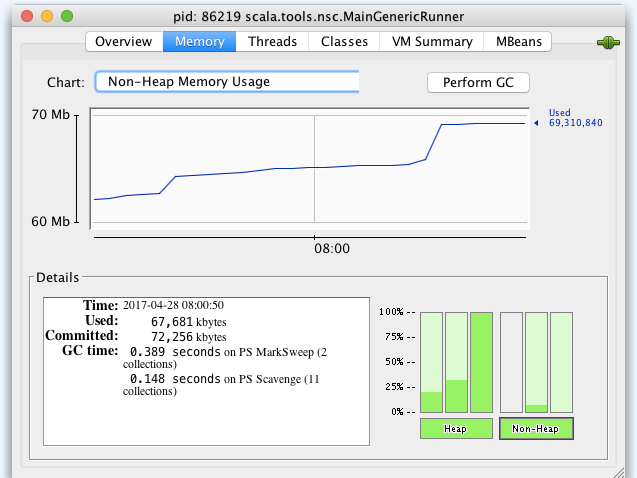 pid: 86219 scala.tools.nsc.MainGenericRunner
Overview Memory Threads Classes VM Summary MBeans
Chart: Non-Heap Memory Usage Perform GC
70 Mb
60 Mb
Used
69,310,840
08:00
Details
Time: 2017-04-28 08:00:50
Used: 67,681 kbytes
Committed: 72,256 kbytes
GC time: 0.389 seconds on PS MarkSweep (2
collections)
0.148 seconds on PS Scavenge (11
collections)
100% --
75% --
50% --
25% --
0% --
Heap Non-Heap